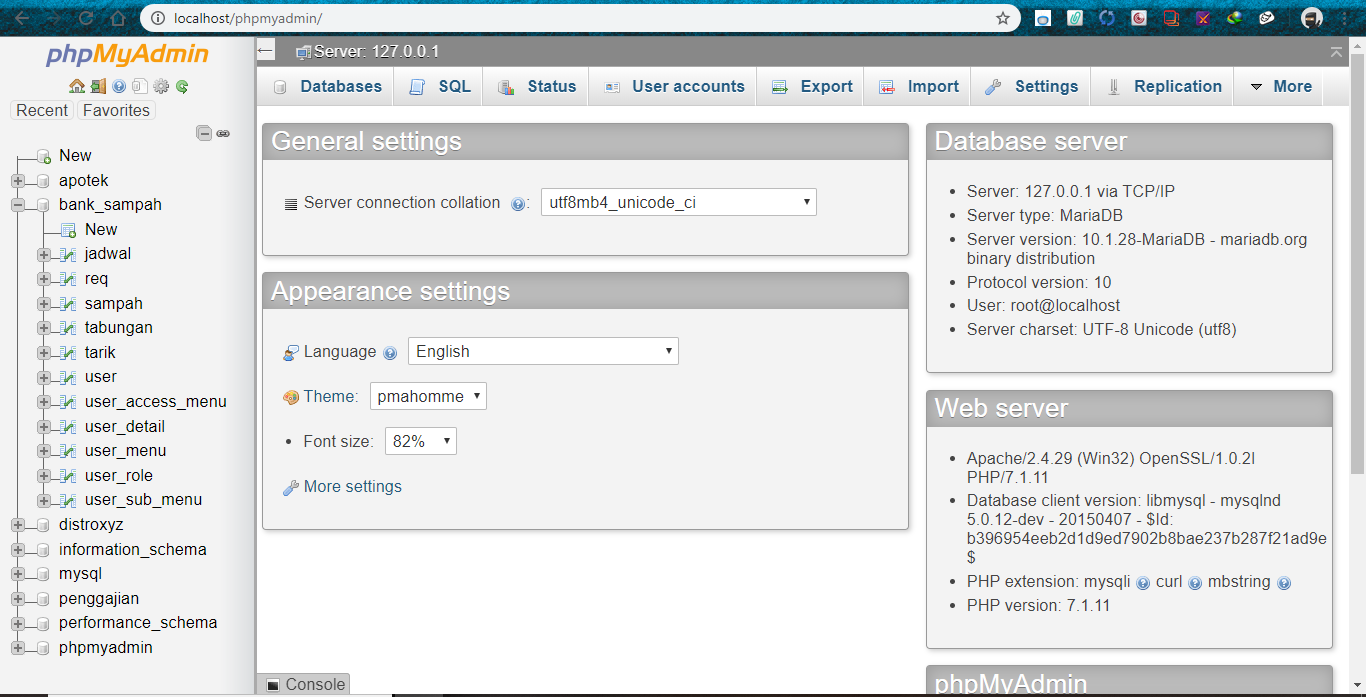 localhost/phpmyadmin/
phpMyAdmin
Recent Favorites
New
apotek
bank_sampah
New
jadwal
req
sampah
tabungan
tarik
user
user_access_menu
user_detail
user_menu
user_role
user_sub_menu
distroxyz
information_schema
mysql
penggajian
performance_schema
phpmyadmin
Server: 127.0.0.1
Databases SQL Status User accounts Export Import Settings Replication More
General settings
Server connection collation : utf8mb4_unicode_ci
Appearance settings
Language English
Theme: pmahomme
• Font size: 82%
More settings
Database server
• Server: 127.0.0.1 via TCP/IP
• Server type: MariaDB
• Server version: 10.1.28-MariaDB - mariadb.org
binary distribution
• Protocol version: 10
• User: root@localhost
• Server charset: UTF-8 Unicode (utf8)
Web server
• Apache/2.4.29 (Win32) OpenSSL/1.0.2l
PHP/7.1.11
• Database client version: libmysql - mysqlnd
5.0.12-dev - 20150407 - $Id:
b396954eeb2d1d9ed7902b8bae237b287f21ad9e
$
• PHP extension: mysqli curl mbstring
• PHP version: 7.1.11
phpMyAdmin
Console